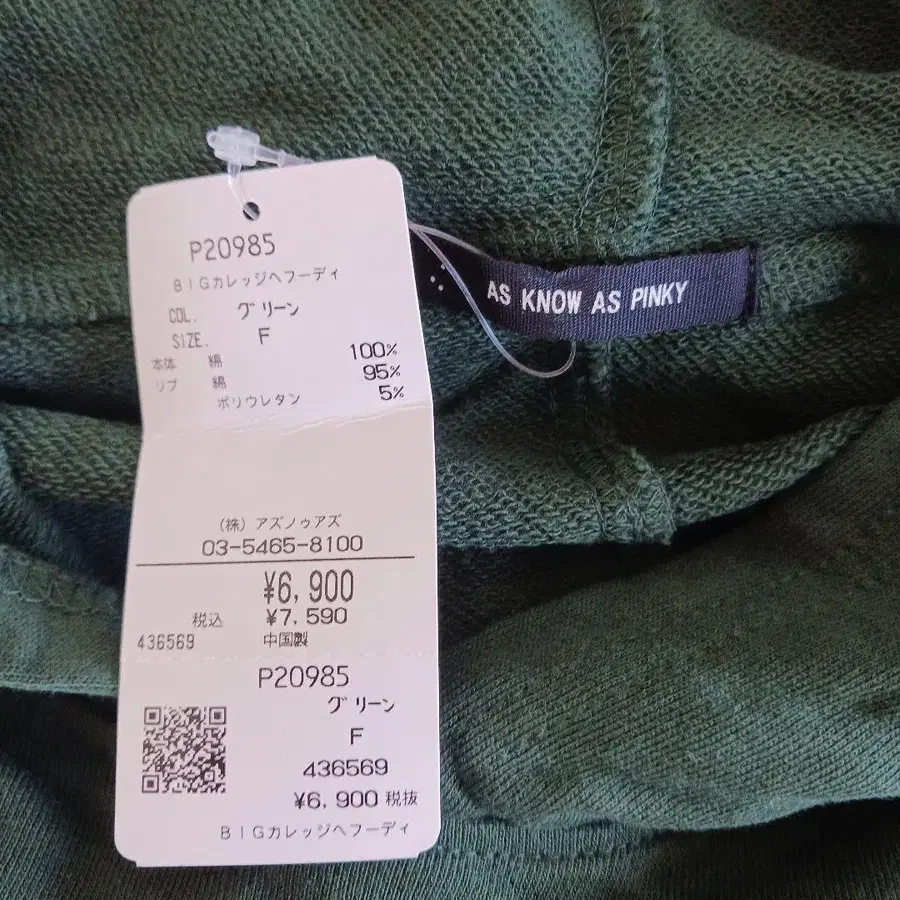 P20985
BIGカレッジヘフーディ
COL. グリーン
SIZE. F
本体 綿 100%
リブ 綿 95%
ポリウレタン 5%
(株)アズノゥアズ
03-5465-8100
¥6,900
税込 ¥7,590
436569 中国製
P20985
グリーン
F
436569
¥6,900 税抜
BIGカレッジヘフーディ
AS KNOW AS PINKY